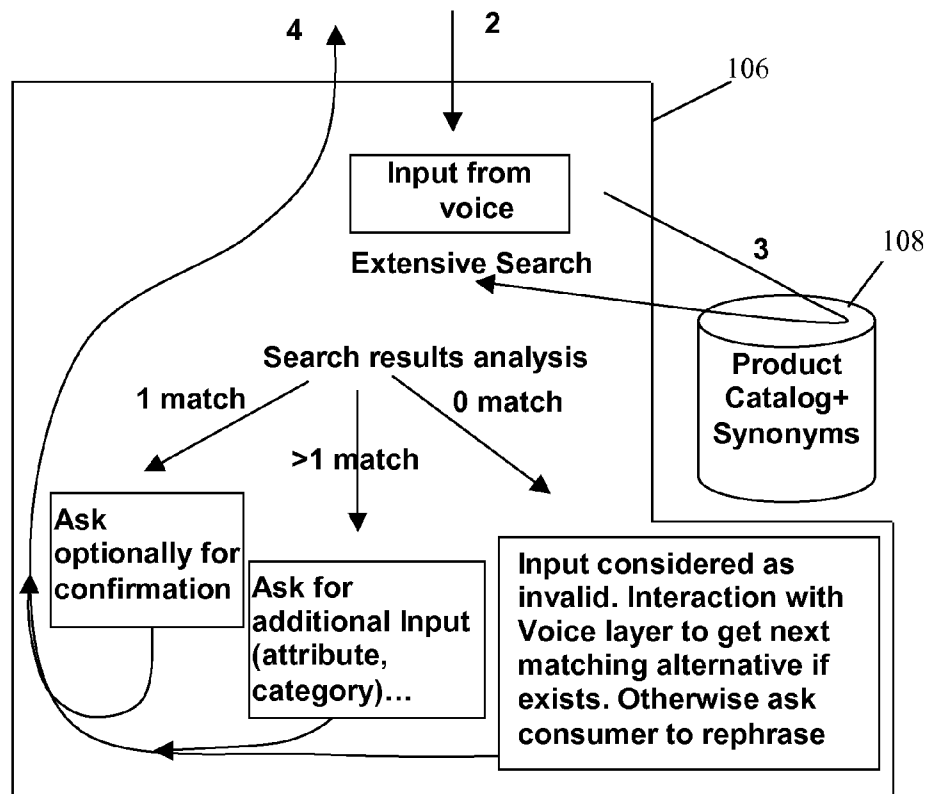 4
2
106
Input from
voice
3
108
Extensive Search
Search results analysis
Product
Catalog+
Synonyms
1 match
0 match
>1 match
Ask
optionally for
confirmation
Ask for
additional Input
(attribute,
category)...
Input considered as
invalid. Interaction with
Voice layer to get next
matching alternative if
exists. Otherwise ask
consumer to rephrase